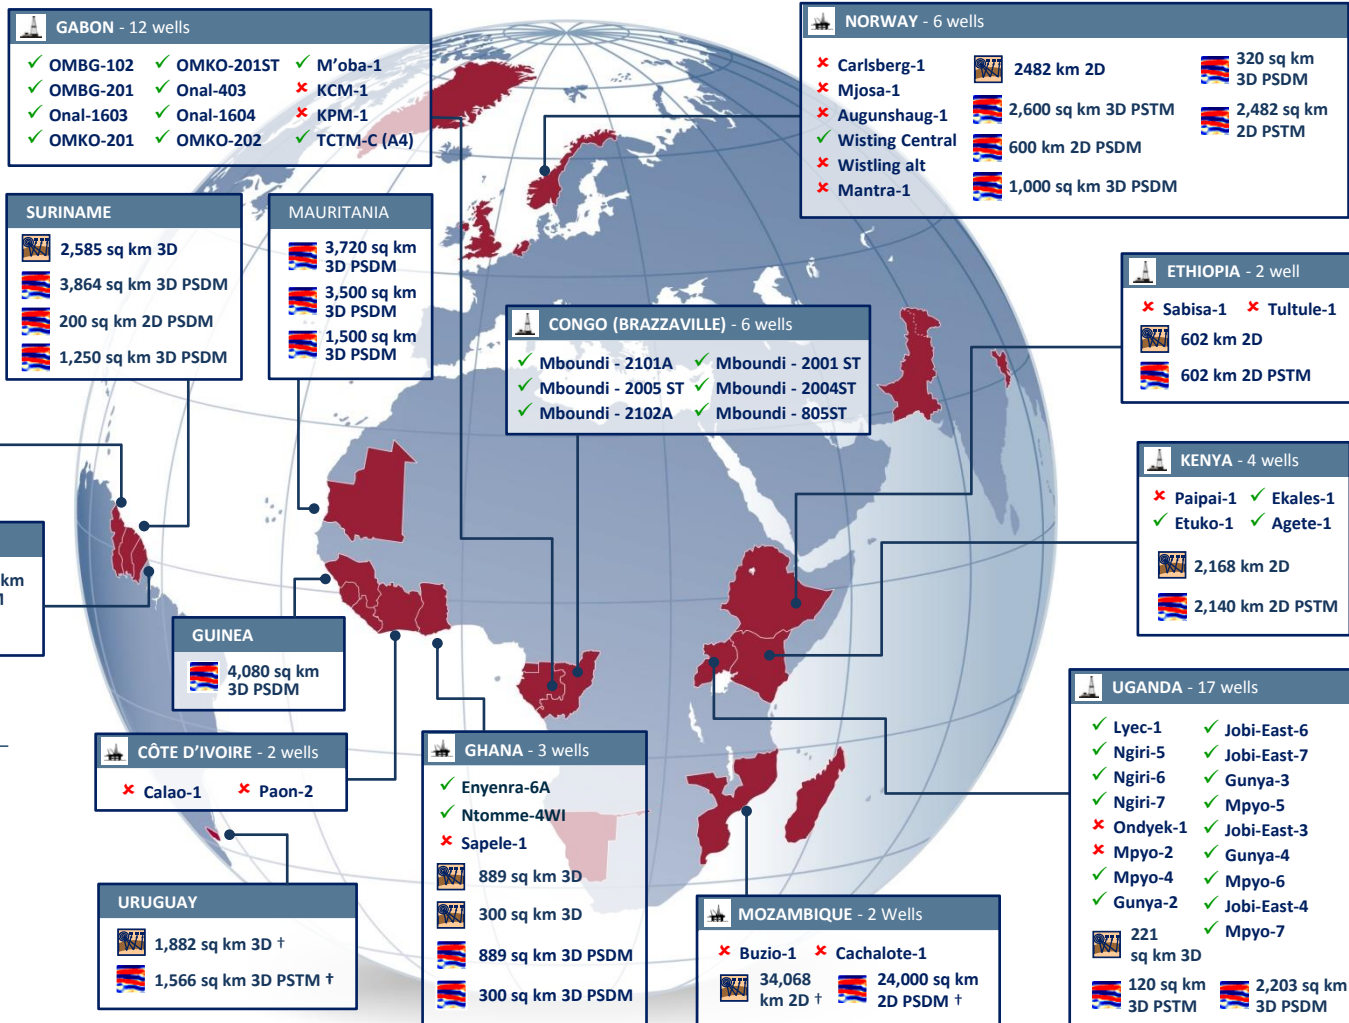 GABON - 12 wells
OMBG-102
OMBG-201
Onal-1603
OMKO-201
OMKO-201ST
Onal-403
Onal-1604
OMKO-202
M'oba-1
KCM-1
KPM-1
TCTM-C (A4)
NORWAY - 6 wells
Carlsberg-1
Mjosa-1
Augunshaug-1
Wisting Central
Wistling alt
Mantra-1
2482 km 2D
2,600 sq km 3D PSTM
600 km 2D PSDM
1,000 sq km 3D PSDM
320 sq km
3D PSDM
2,482 sq km
2D PSTM
SURINAME
2,585 sq km 3D
3,864 sq km 3D PSDM
200 sq km 2D PSDM
1,250 sq km 3D PSDM
MAURITANIA
3,720 sq km
3D PSDM
3,500 sq km
3D PSDM
1,500 sq km
3D PSDM
CONGO (BRAZZAVILLE) - 6 wells
Mboundi - 2101A
Mboundi - 2005 ST
Mboundi - 2102A
Mboundi - 2001 ST
Mboundi - 2004ST
Mboundi - 805ST
ETHIOPIA - 2 well
Sabisa-1
Tultule-1
602 km 2D
602 km 2D PSTM
KENYA - 4 wells
Paipai-1
Ekales-1
Etuko-1
Agete-1
2,168 km 2D
2,140 km 2D PSTM
km
GUINEA
4,080 sq km
3D PSDM
CÔTE D'IVOIRE - 2 wells
Calao-1
Paon-2
GHANA - 3 wells
Enyenra-6A
Ntomme-4WI
Sapele-1
889 sq km 3D
300 sq km 3D
889 sq km 3D PSDM
300 sq km 3D PSDM
URUGUAY
1,882 sq km 3D †
1,566 sq km 3D PSTM †
MOZAMBIQUE - 2 Wells
Buzio-1
Cachalote-1
34,068
km 2D †
24,000 sq km
2D PSDM †
UGANDA - 17 wells
Lyec-1
Ngiri-5
Ngiri-6
Ngiri-7
Ondyek-1
Mpyo-2
Mpyo-4
Gunya-2
Jobi-East-6
Jobi-East-7
Gunya-3
Mpyo-5
Jobi-East-3
Gunya-4
Mpyo-6
Jobi-East-4
Mpyo-7
221
sq km 3D
120 sq km
3D PSTM
2,203 sq km
3D PSDM